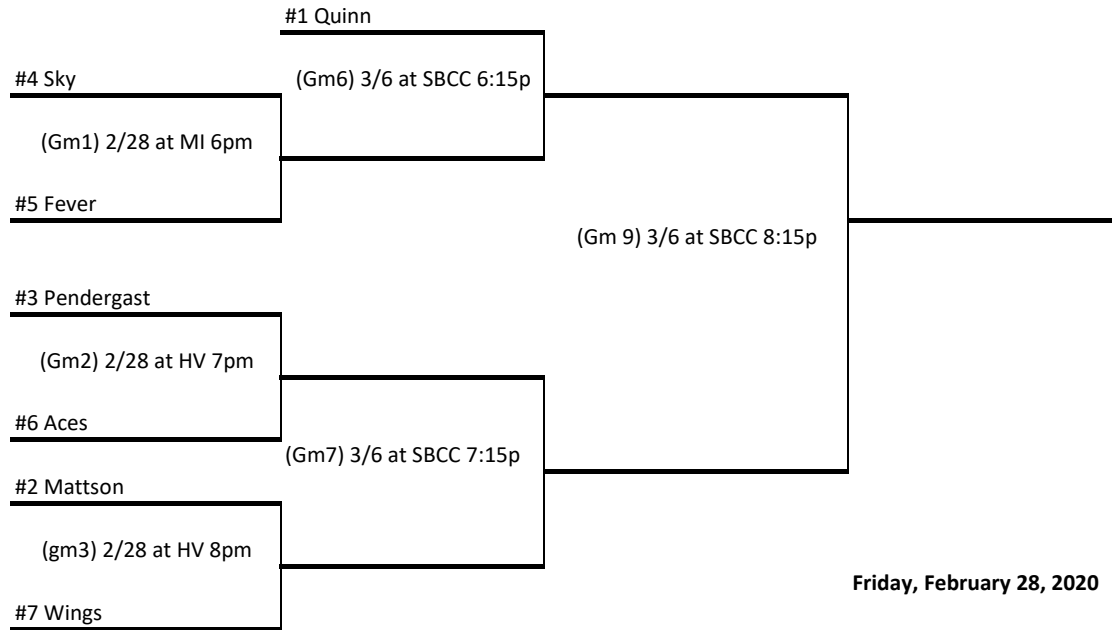 #1 Quinn
#4 Sky
(Gm6) 3/6 at SBCC 6:15p
(Gm1) 2/28 at MI 6pm
#5 Fever
(Gm 9) 3/6 at SBCC 8:15p
#3 Pendergast
(Gm2) 2/28 at HV 7pm
#6 Aces
(Gm7) 3/6 at SBCC 7:15p
#2 Mattson
(gm3) 2/28 at HV 8pm
Friday, February 28, 2020
#7 Wings